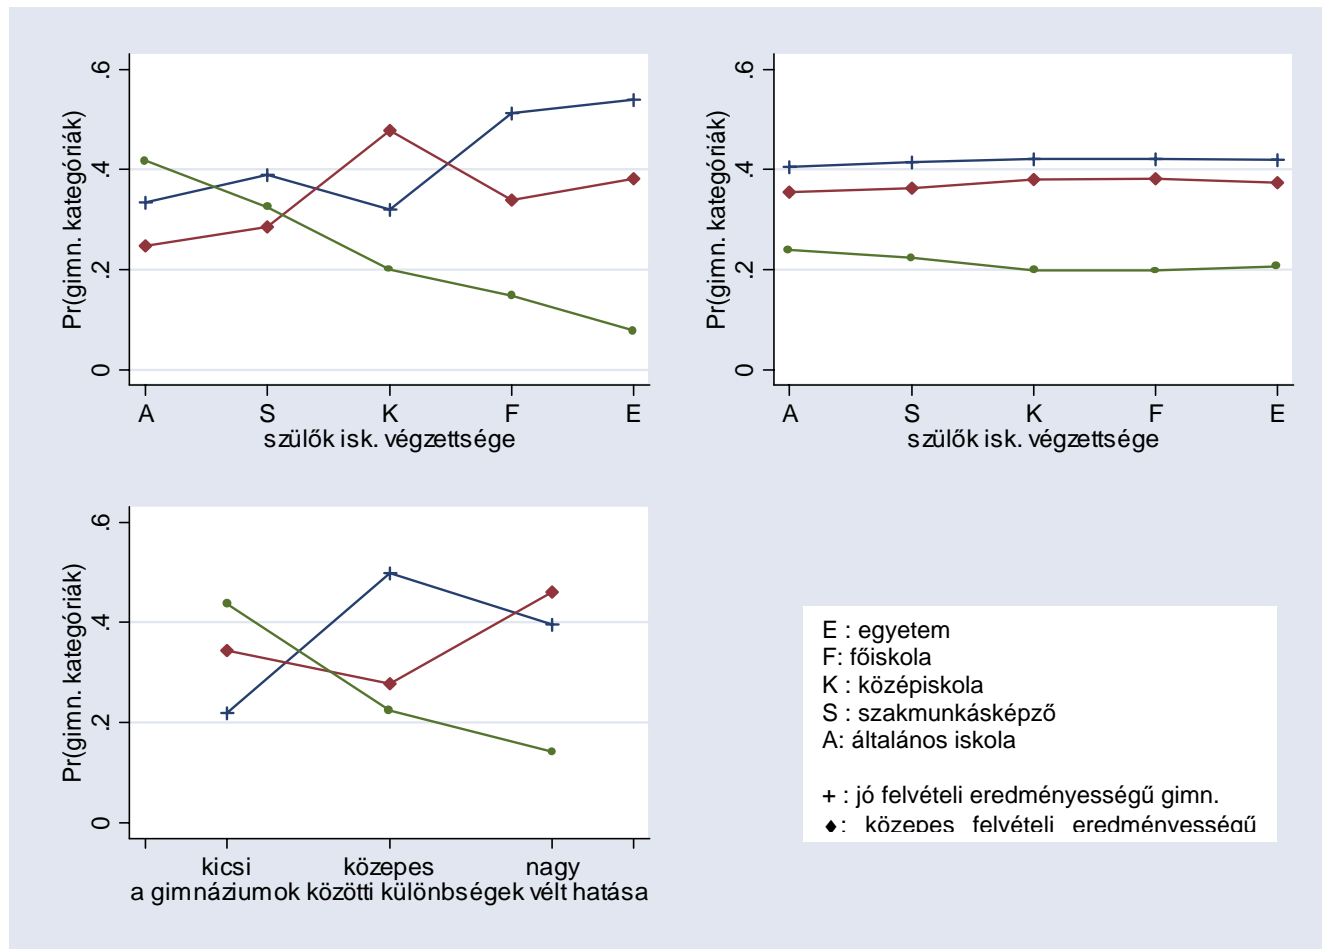 .6
.4
.2
0
Pr(gimn. kategóriák)
A S K F E
szülők isk. végzettsége
.6
.4
.2
0
Pr(gimn. kategóriák)
A S K F E
szülők isk. végzettsége
.6
.4
.2
0
Pr(gimn. kategóriák)
kicsi közepes nagy
a gimnáziumok közötti különbségek vélt hatása
E : egyetem
F: főiskola
K : középiskola
S : szakmunkásképző
A: általános iskola
+ : jó felvételi eredményességű gimn.
♦: közepes felvételi eredményességű